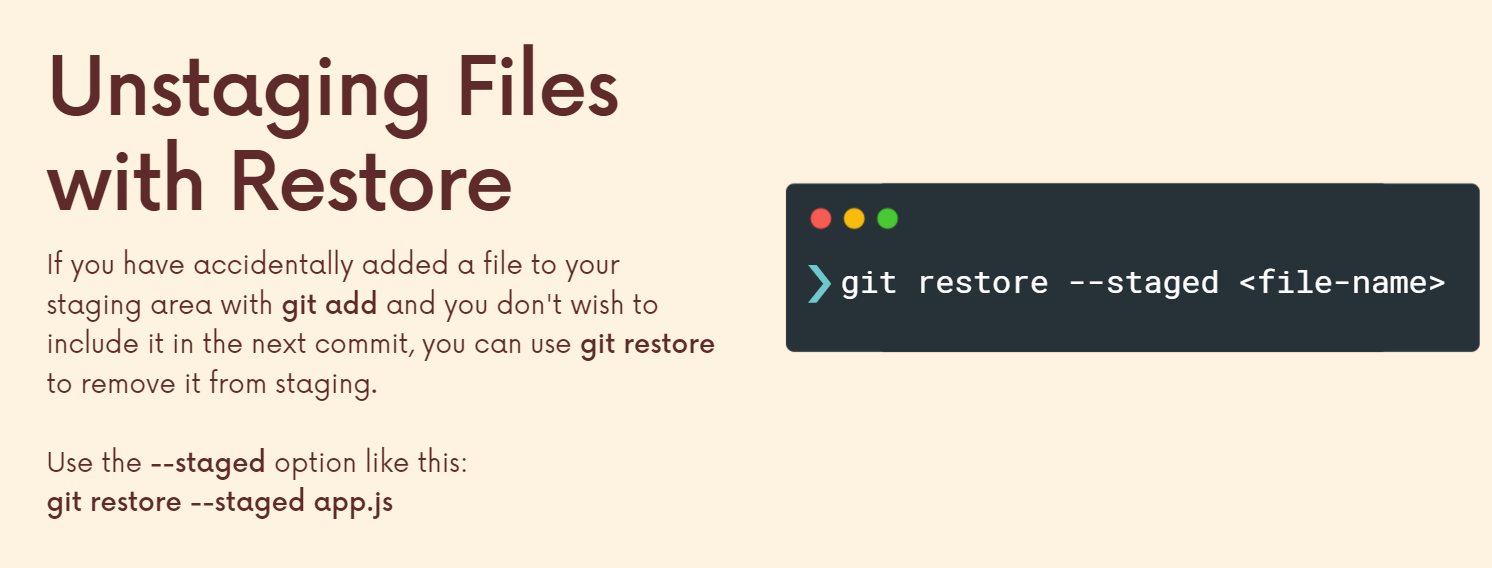 Unstaging Files
with Restore
If you have accidentally added a file to your
staging area with git add and you don't wish to
include it in the next commit, you can use git restore
to remove it from staging.
Use the --staged option like this:
git restore --staged app.js
❯ git restore --staged <file-name>